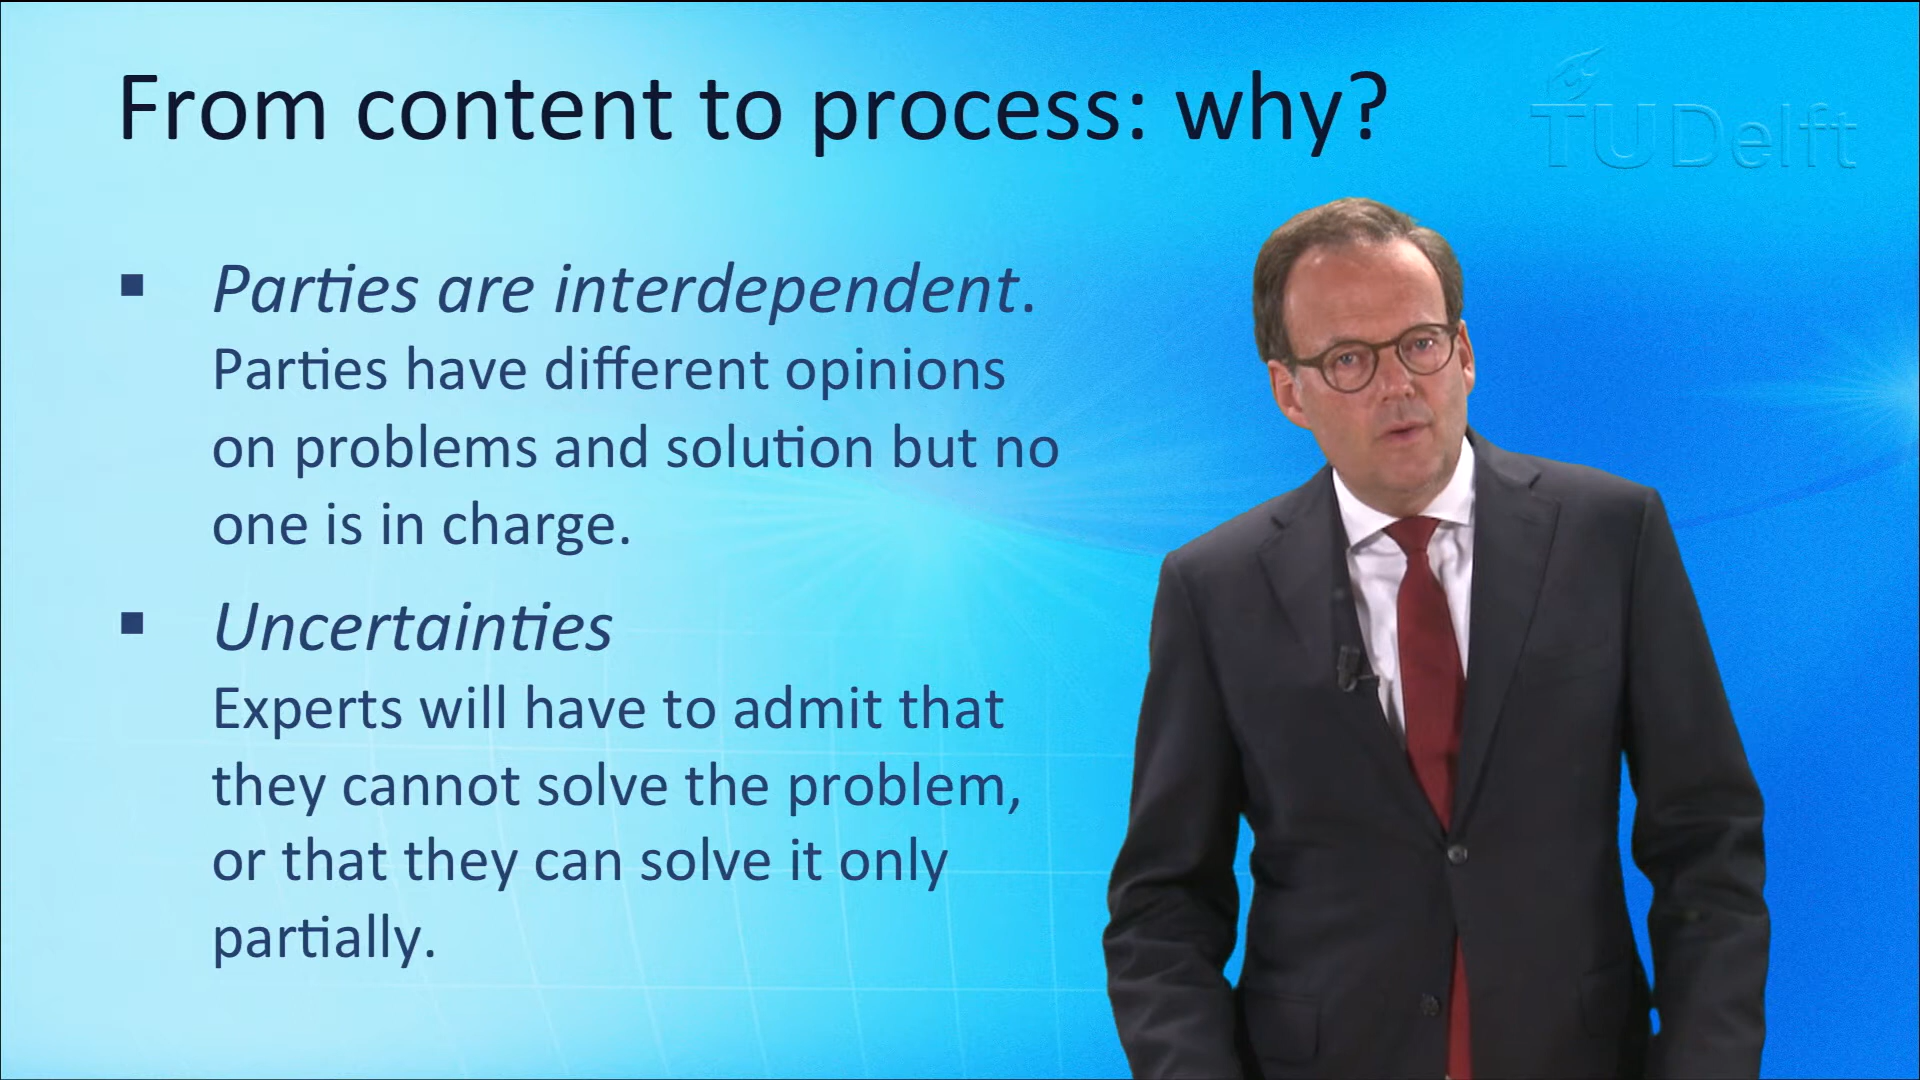 From content to process: why?
TUDelft
▪ Parties are interdependent.
Parties have different opinions
on problems and solution but no
one is in charge.
▪ Uncertainties
Experts will have to admit that
they cannot solve the problem,
or that they can solve it only
partially.